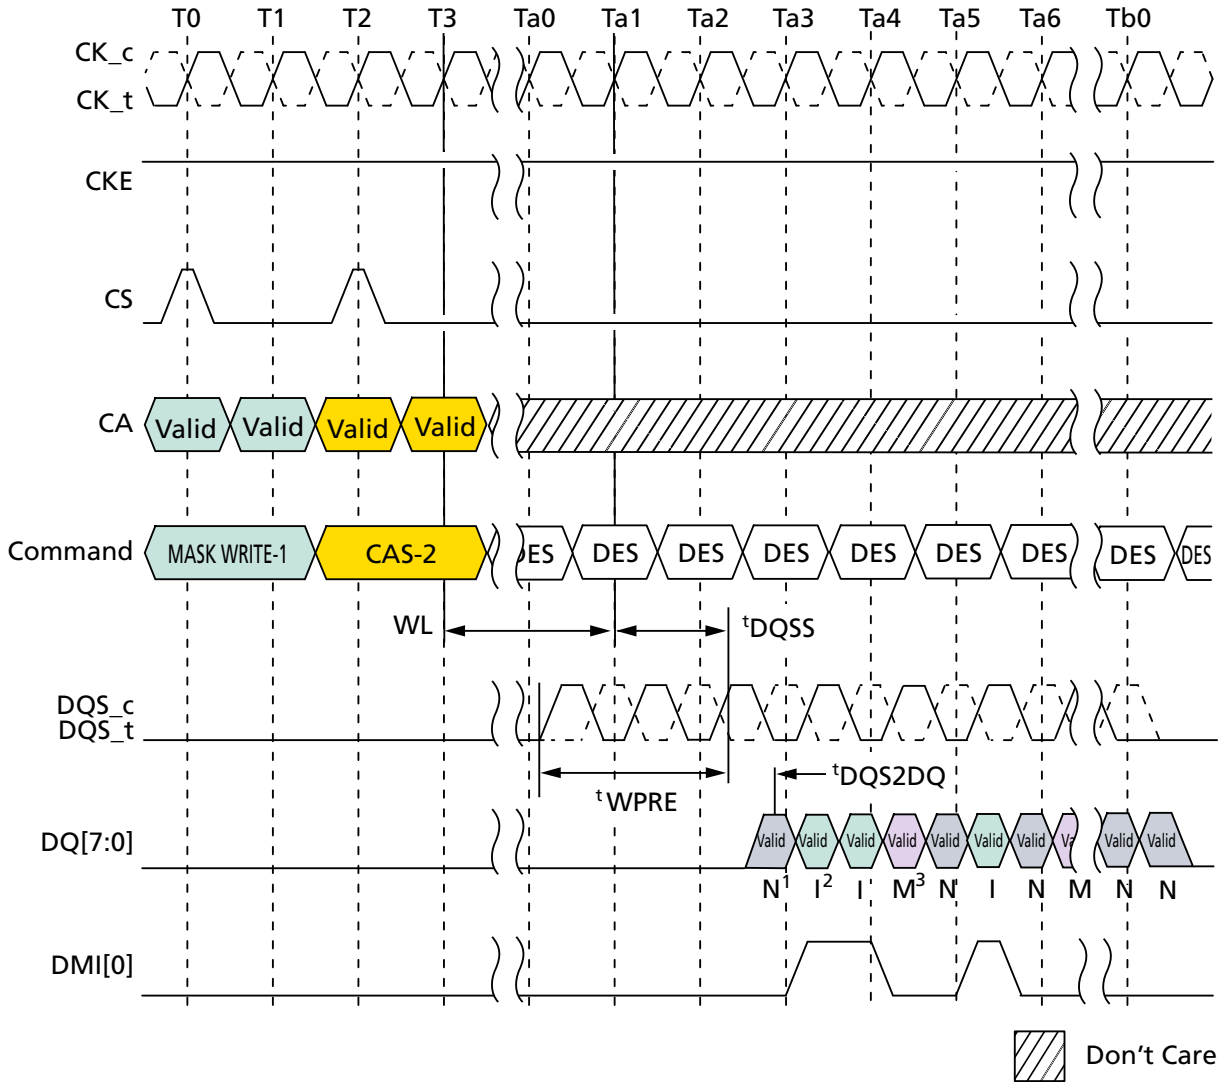 T0 T1 T2 T3 Ta0 Ta1 Ta2 Ta3 Ta4 Ta5 Ta6 Tb0
CK_c
CK_t
CKE
CS
CA Valid Valid Valid Valid
Command MASK WRITE-1 CAS-2 DES DES DES DES DES DES DES DES DES
WL tDQSS
DQS_c
DQS_t
tDQS2DQ
tWPRE
DQ[7:0] Valid Valid Valid Valid Valid Valid Valid Va Valid Valid
N1 I2 I M3 N I N M N N
DMI[0]
Don't Care